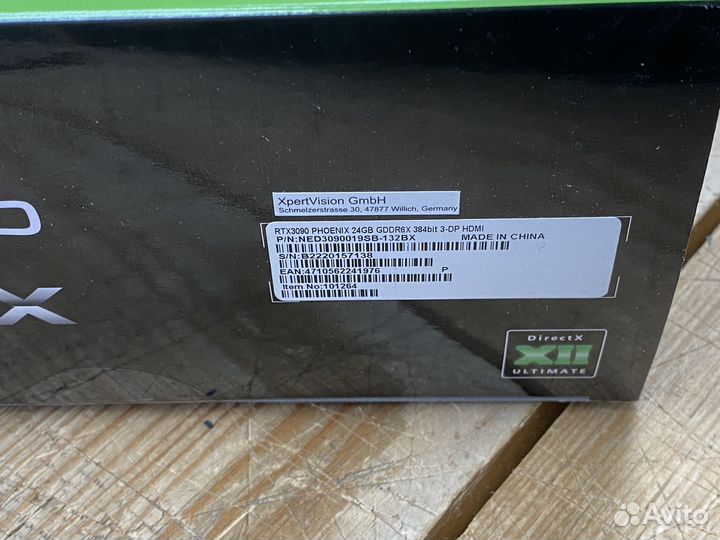 XpertVision GmbH
Schmelzerstrasse 30, 47877 Willich, Germany
RTX3090 PHOENIX 24GB GDDR6X 384bit 3-DP HDMI
P/N:NED3090019SB-132BX MADE IN CHINA
S/N:B2220157138
EAN:4710562241976 P
Item No:101264
X
DirectX
XII
ULTIMATE
Avito